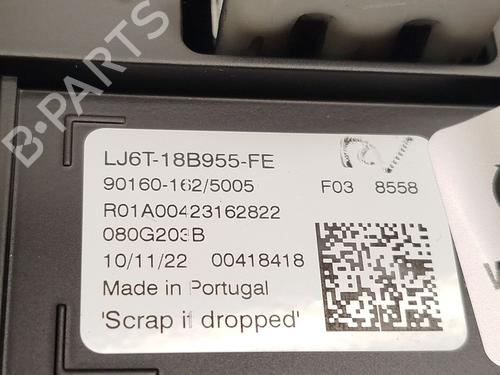 B-PARTS
LJ6T-18B955-FE
90160-162/5005 F03 8558
R01A00423162822
080G203B
10/11/22 00418418
Made in Portugal
'Scrap if dropped'